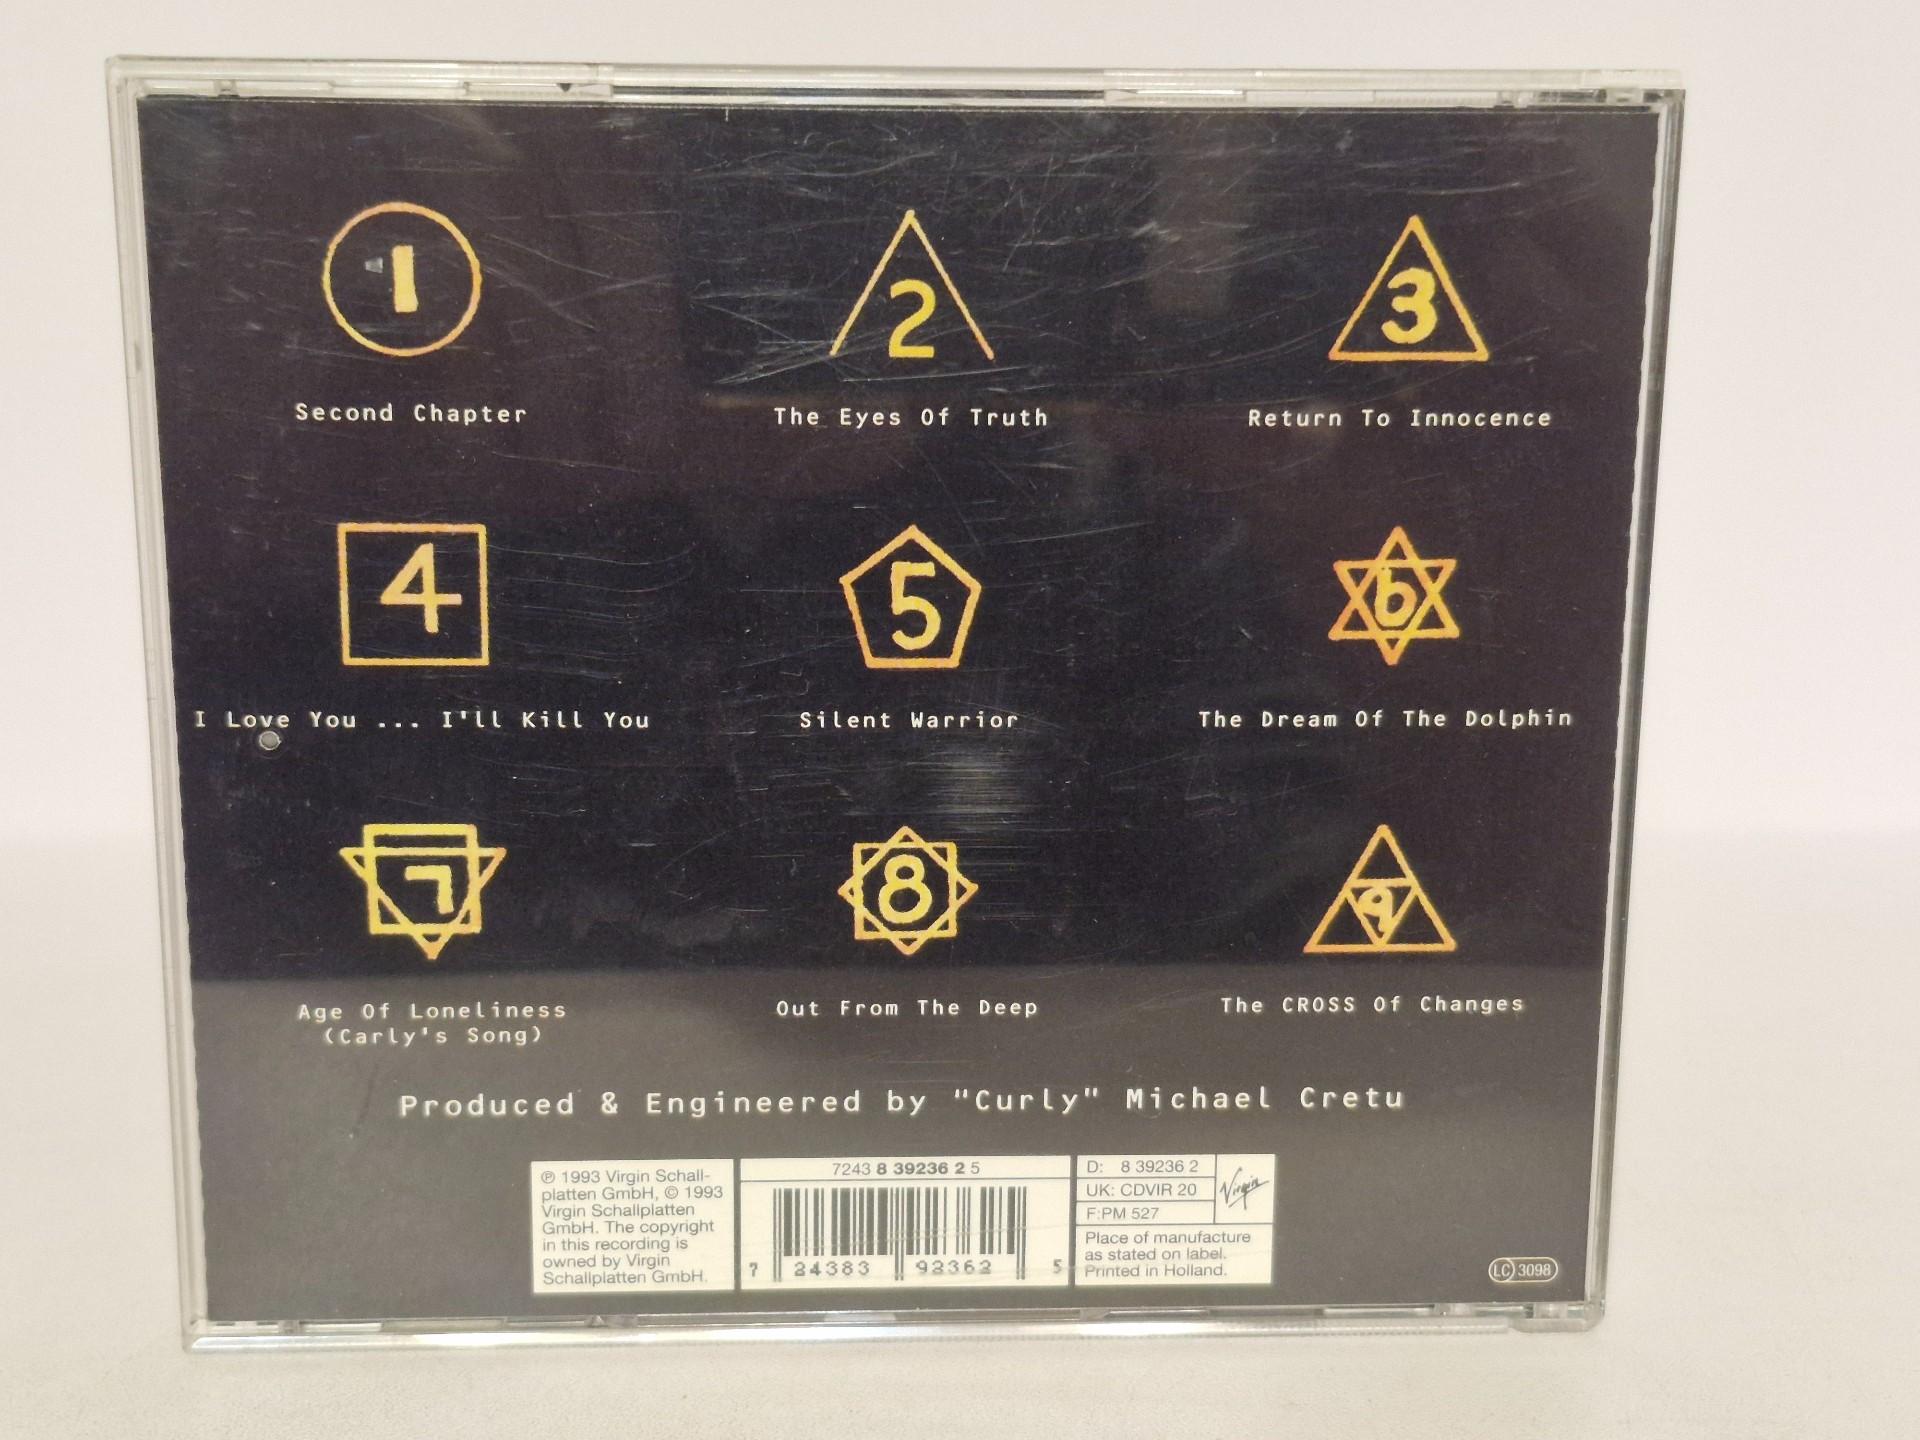 1
2
3
Second Chapter
The Eyes Of Truth
Return To Innocence
4
5
6
I Love You ... I'll Kill You
Silent Warrior
The Dream Of The Dolphin
7
8
9
Age Of Loneliness
(Carly's Song)
Out From The Deep
The CROSS Of Changes
Produced & Engineered by "Curly" Michael Cretu
℗ 1993 Virgin Schall-
platten GmbH, © 1993
Virgin Schallplatten
GmbH. The copyright
in this recording is
owned by Virgin
Schallplatten GmbH.
7243 8 39236 2 5
7 24383 92362 5
D: 8 39236 2
UK: CDVIR 20
F:PM 527
Virgin
Place of manufacture
as stated on label.
Printed in Holland.
LC 3098